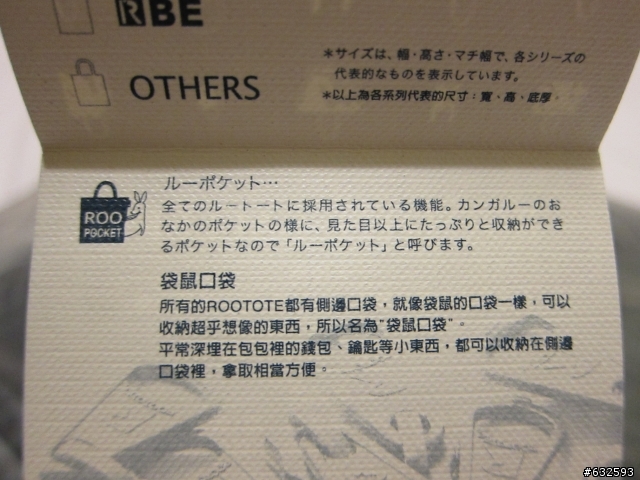 RBE
OTHERS
*サイズは、幅・高さ・マチ幅で、各シリーズの
代表的なものを表示しています。
*以上為各系列代表的尺寸：寬・高・底厚。
ROO
POCKET
ルーポケット…
全てのルートートに採用されている機能。カンガルーのお
なかのポケットの様に、見た目以上にたっぷりと収納ができ
るポケットなので「ルーポケット」と呼びます。
袋鼠口袋
所有的ROOTOTE都有側邊口袋，就像袋鼠的口袋一樣，可以
收納超乎想像的東西，所以名為"袋鼠口袋"。
平常深埋在包包裡的錢包、鑰匙等小東西，都可以收納在側邊
口袋裡，拿取相當方便。
#632593